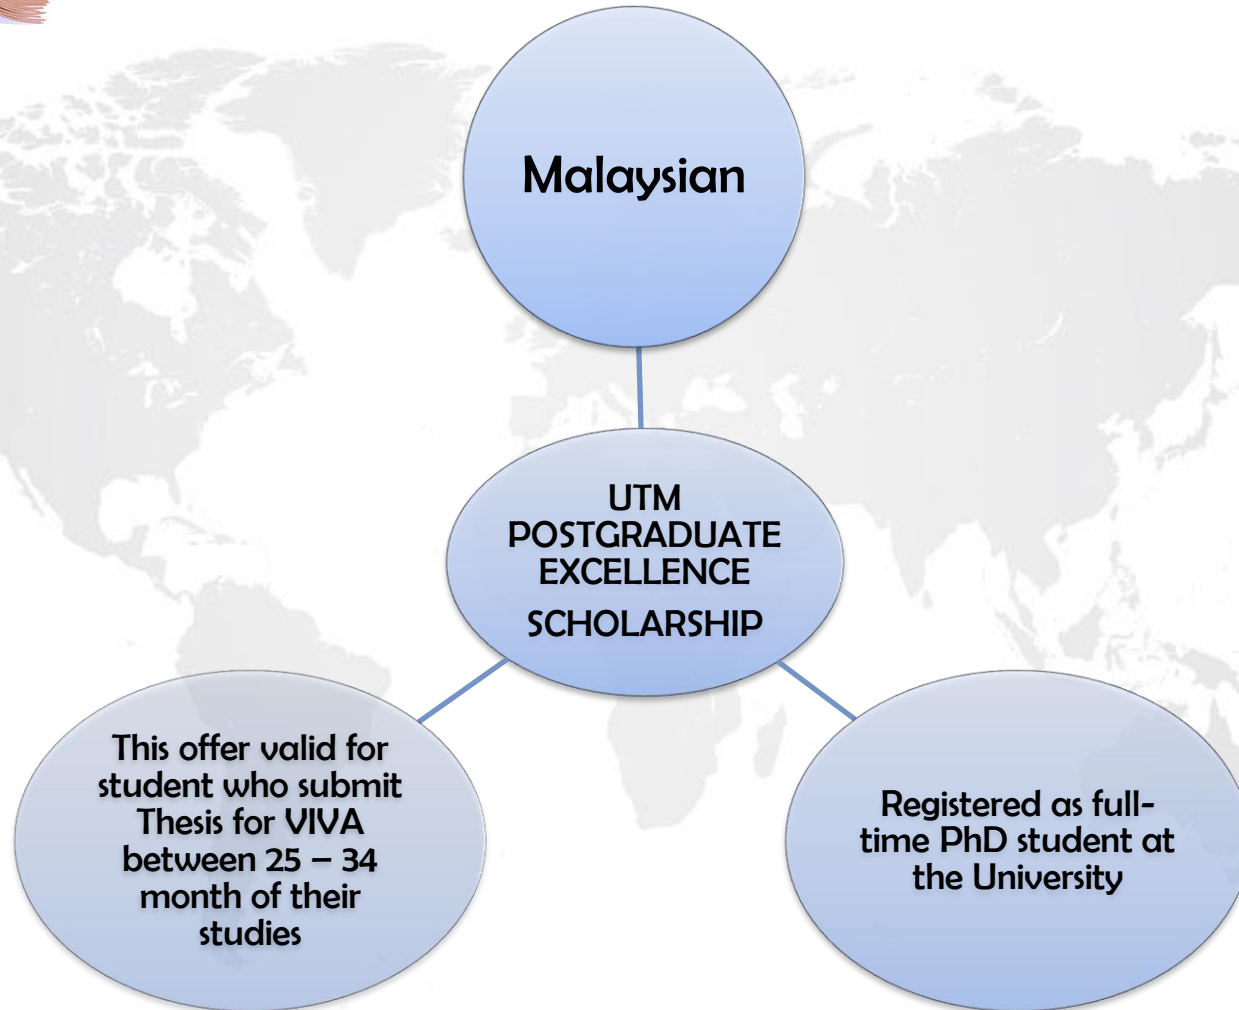 Malaysian
UTM
POSTGRADUATE
EXCELLENCE
SCHOLARSHIP
This offer valid for
student who submit
Thesis for VIVA
between 25 – 34
month of their
studies
Registered as full-
time PhD student at
the University